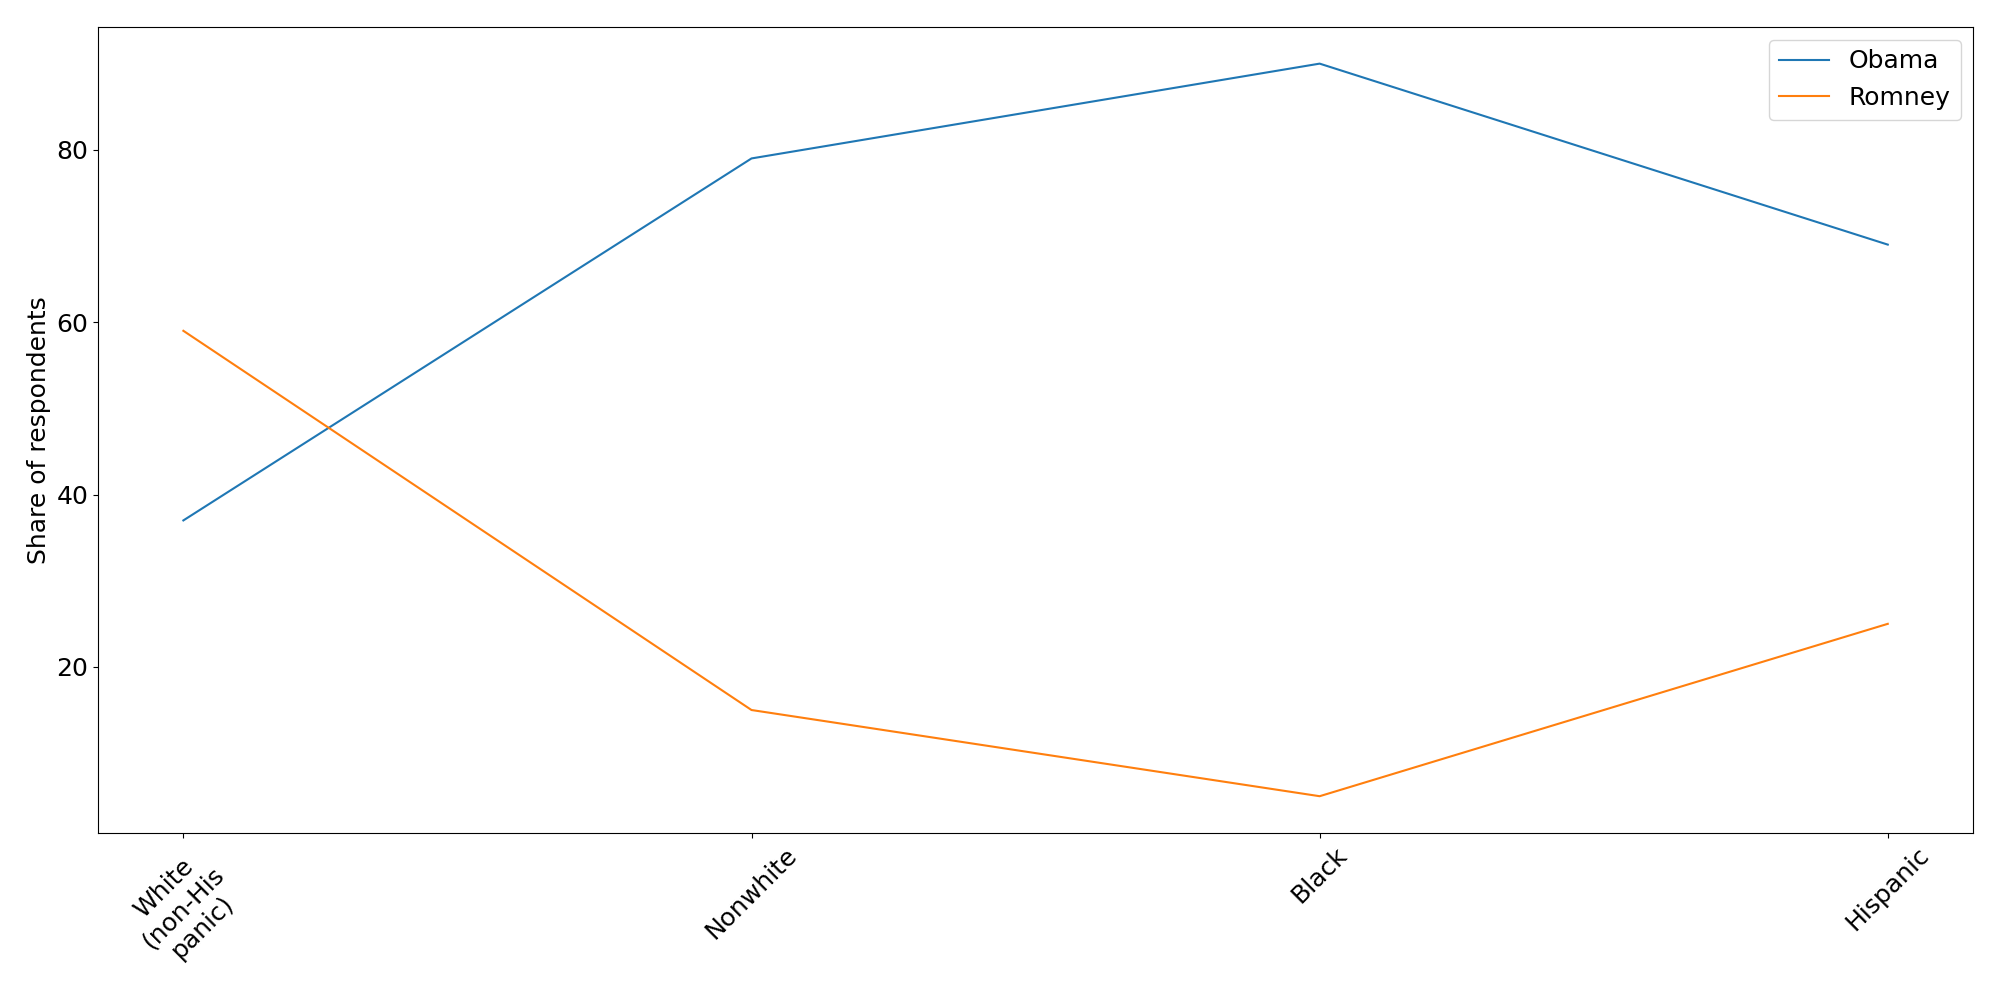 Obama
Romney
80
60
40
20
Share of respondents
White
(non-His
panic)
Nonwhite
Black
Hispanic